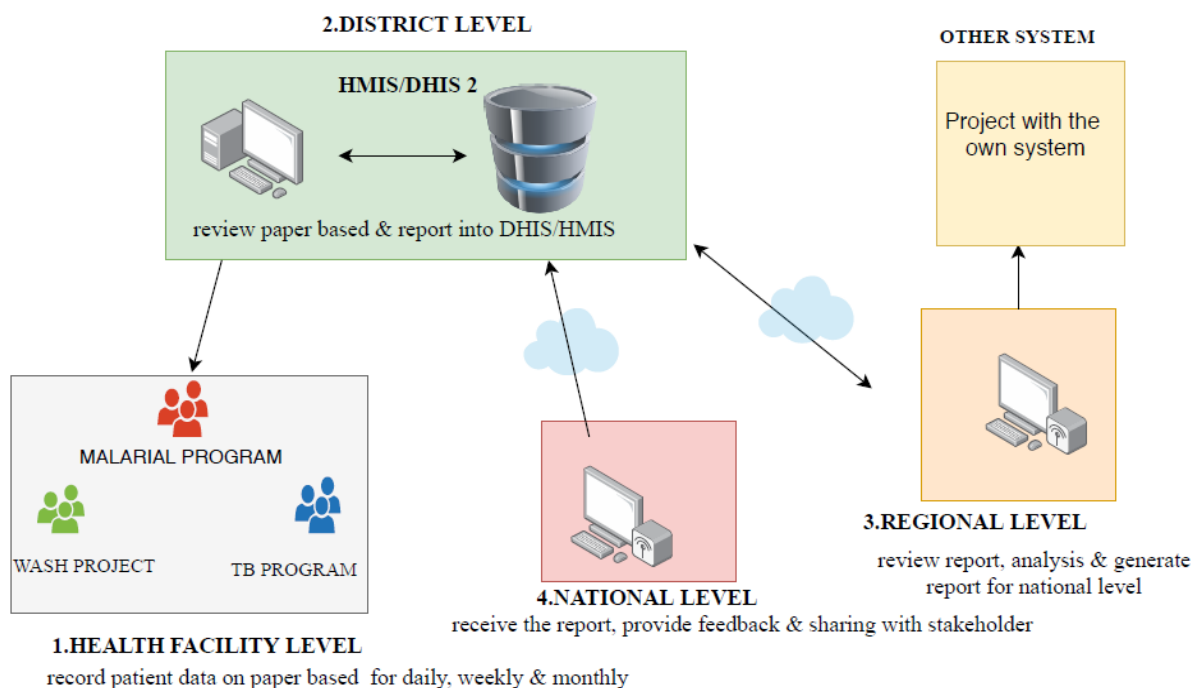 2.DISTRICT LEVEL
HMIS/DHIS 2
review paper based & report into DHIS/HMIS
OTHER SYSTEM
Project with the
own system
MALARIAL PROGRAM
WASH PROJECT
TB PROGRAM
1.HEALTH FACILITY LEVEL
record patient data on paper based for daily, weekly & monthly
4.NATIONAL LEVEL
receive the report, provide feedback & sharing with stakeholder
3.REGIONAL LEVEL
review report, analysis & generate
report for national level